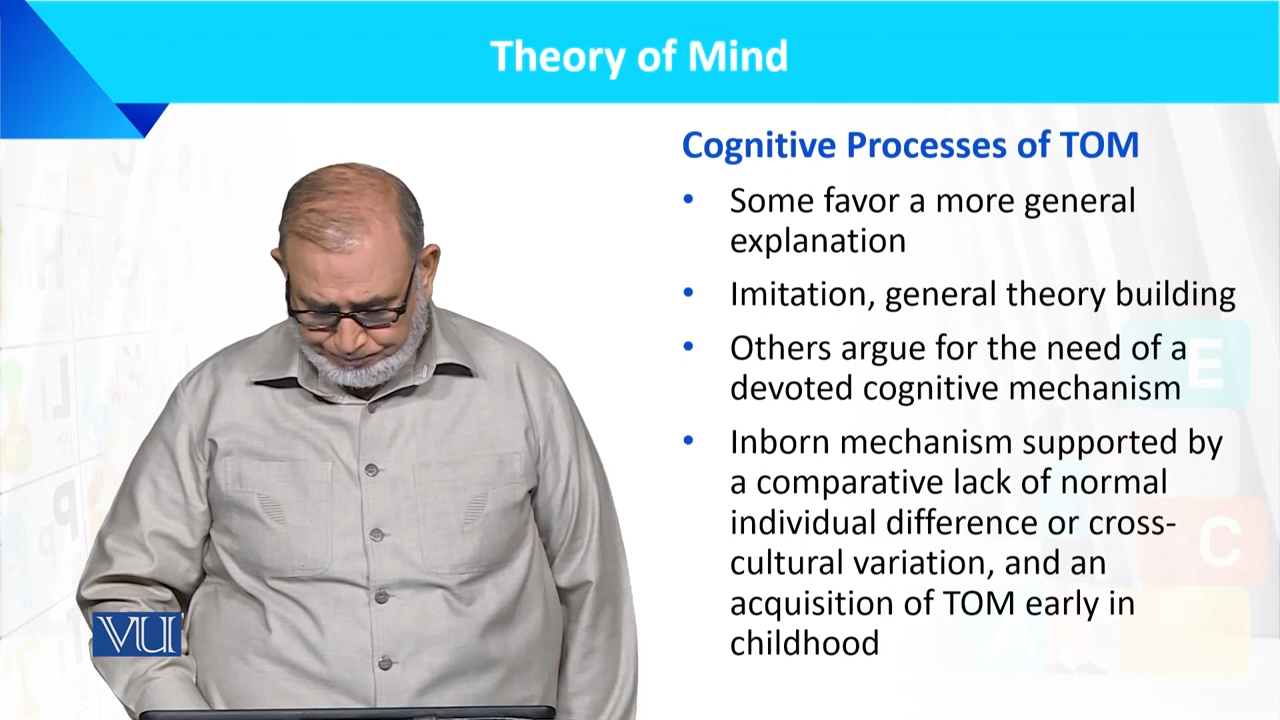 Theory of Mind
Cognitive Processes of TOM
• Some favor a more general
explanation
• Imitation, general theory building
• Others argue for the need of a
devoted cognitive mechanism
• Inborn mechanism supported by
a comparative lack of normal
individual difference or cross-
cultural variation, and an
acquisition of TOM early in
childhood
VU
E
C
A
P